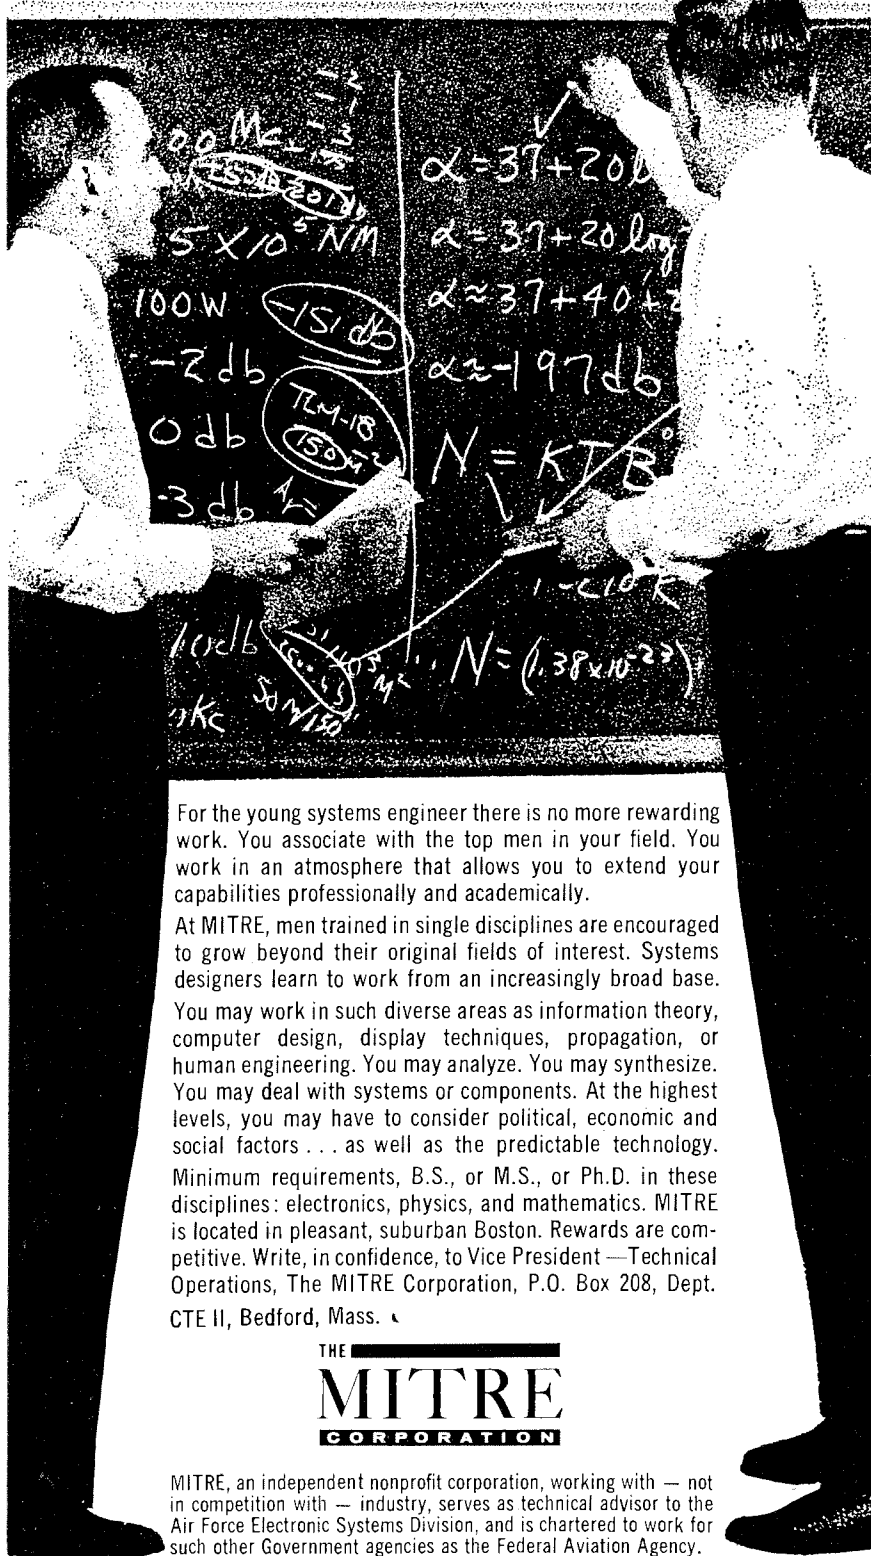 00 Mc
5 X 10⁵ NM
100 W
-151 db
-2 db
TLM-18
150
0 db
-3 db
Kc
α = 37 + 20 l
α = 37 + 20 log
α ≈ 37 + 40 + 2
α ≈ -197 db
N = KTB
N = (1.38 x 10⁻²³)
For the young systems engineer there is no more rewarding
work. You associate with the top men in your field. You
work in an atmosphere that allows you to extend your
capabilities professionally and academically.
At MITRE, men trained in single disciplines are encouraged
to grow beyond their original fields of interest. Systems
designers learn to work from an increasingly broad base.
You may work in such diverse areas as information theory,
computer design, display techniques, propagation, or
human engineering. You may analyze. You may synthesize.
You may deal with systems or components. At the highest
levels, you may have to consider political, economic and
social factors . . . as well as the predictable technology.
Minimum requirements, B.S., or M.S., or Ph.D. in these
disciplines: electronics, physics, and mathematics. MITRE
is located in pleasant, suburban Boston. Rewards are com-
petitive. Write, in confidence, to Vice President — Technical
Operations, The MITRE Corporation, P.O. Box 208, Dept.
CTE II, Bedford, Mass.
THE
MITRE
CORPORATION
MITRE, an independent nonprofit corporation, working with — not
in competition with — industry, serves as technical advisor to the
Air Force Electronic Systems Division, and is chartered to work for
such other Government agencies as the Federal Aviation Agency.